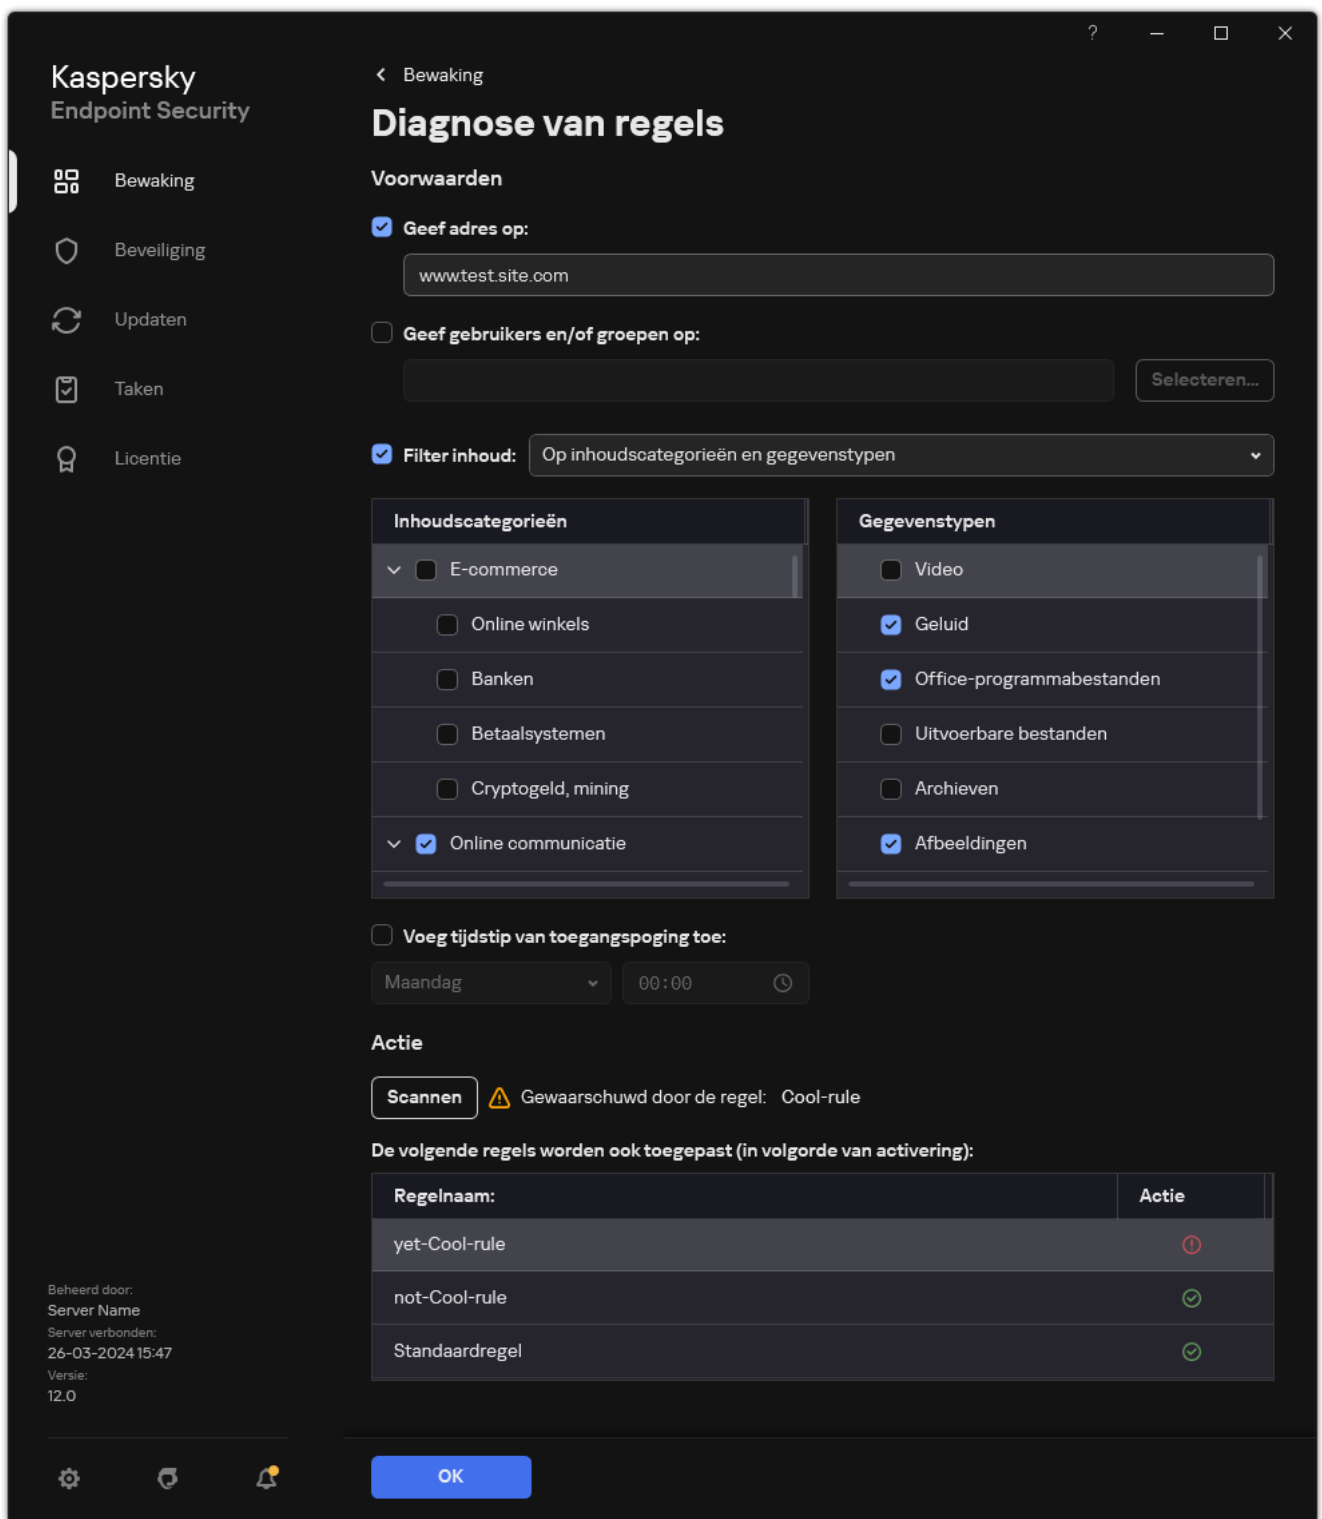 ?
Kaspersky
Endpoint Security
Bewaking
Beveiliging
Updaten
Taken
Licentie
Beheerd door:
Server Name
Server verbonden:
26-03-2024 15:47
Versie:
12.0
Bewaking
Diagnose van regels
Voorwaarden
Geef adres op:
www.test.site.com
Geef gebruikers en/of groepen op:
Selecteren...
Filter inhoud:
Op inhoudscategorieën en gegevenstypen
Inhoudscategorieën
E-commerce
Online winkels
Banken
Betaalsystemen
Cryptogeld, mining
Online communicatie
Gegevenstypen
Video
Geluid
Office-programmabestanden
Uitvoerbare bestanden
Archieven
Afbeeldingen
Voeg tijdstip van toegangspoging toe:
Maandag
00:00
Actie
Scannen
Gewaarschuwd door de regel: Cool-rule
De volgende regels worden ook toegepast (in volgorde van activering):
Regelnaam: Actie
yet-Cool-rule
not-Cool-rule
Standaardregel
OK